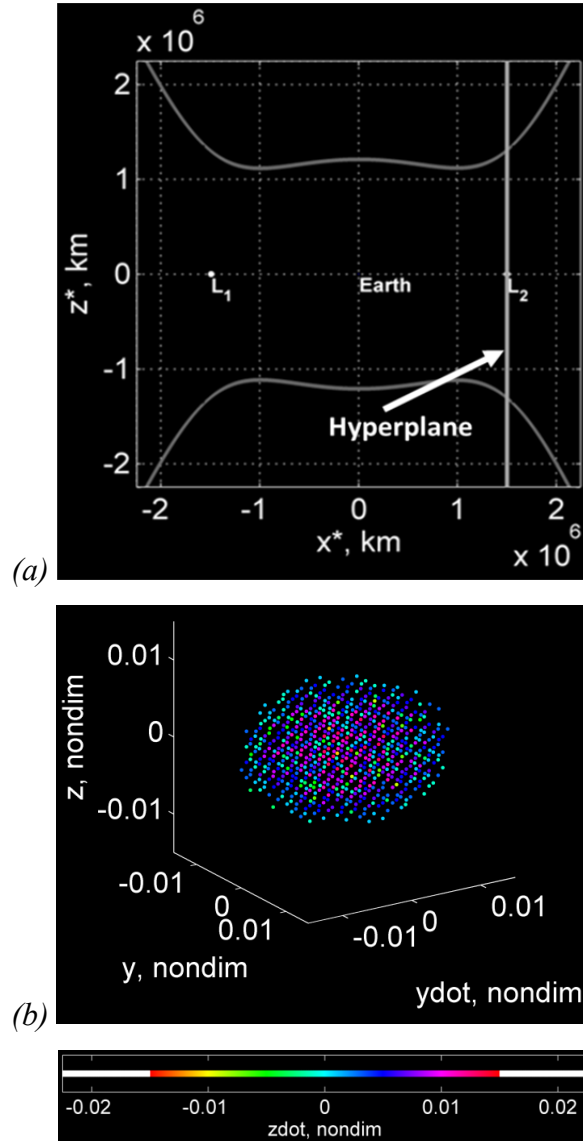 x 10^6
2
1
0
-1
-2
z*, km
L_1
Earth
L_2
Hyperplane
-2
-1
0
1
2
x*, km
x 10^6
(a)
0.01
0
-0.01
z, nondim
-0.01
0
0.01
y, nondim
-0.01
0
0.01
ydot, nondim
(b)
-0.02
-0.01
0
0.01
0.02
zdot, nondim